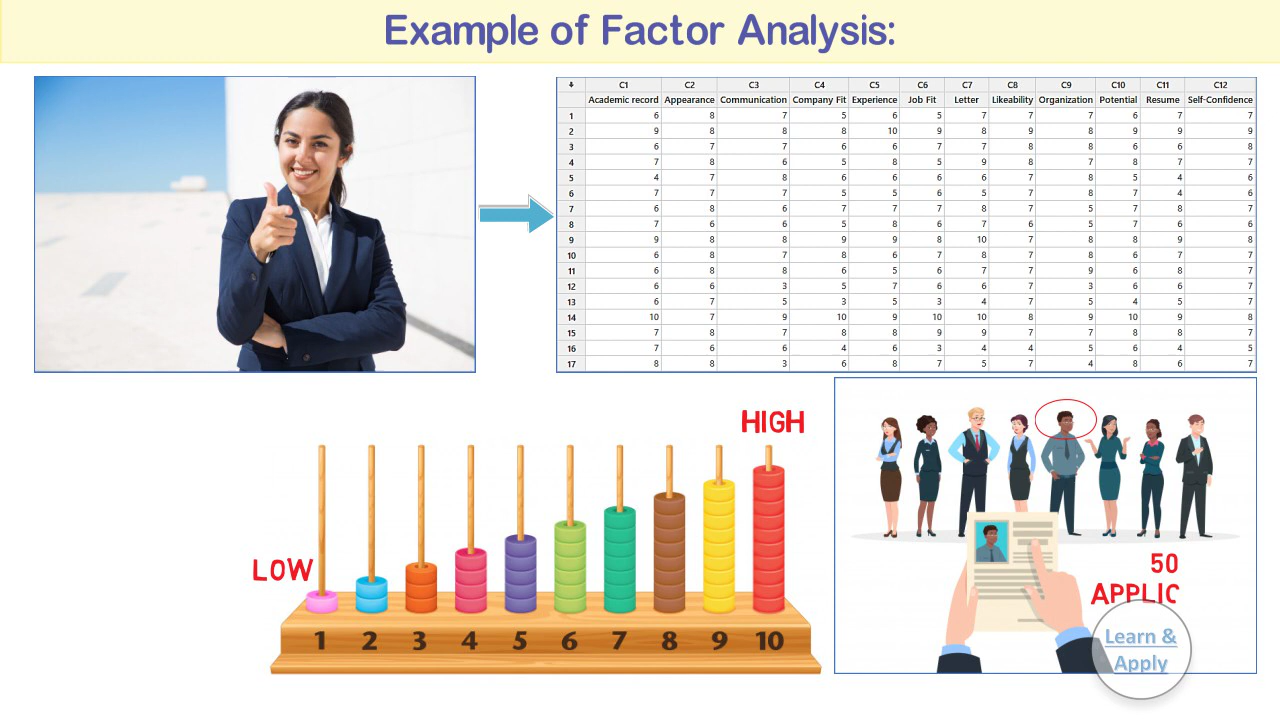 Example of Factor Analysis:
C1 C2 C3 C4 C5 C6 C7 C8 C9 C10 C11 C12
Academic record Appearance Communication Company Fit Experience Job Fit Letter Likeability Organization Potential Resume Self-Confidence
1 6 8 7 5 6 5 7 7 7 6 7 7
2 9 8 8 8 10 9 8 9 8 9 9 9
3 6 7 7 6 6 7 7 8 8 6 6 8
4 7 8 6 5 8 5 9 8 7 8 7 7
5 4 7 8 6 6 6 6 7 8 5 4 6
6 7 7 7 5 5 6 5 7 8 7 4 6
7 6 8 6 7 7 7 8 7 5 7 8 7
8 7 6 6 5 8 6 7 6 5 7 6 6
9 9 8 8 9 9 8 10 7 8 8 9 8
10 6 8 7 8 6 7 8 7 8 6 7 7
11 6 8 8 6 5 6 7 7 9 6 8 7
12 6 6 3 5 7 6 6 7 3 6 6 7
13 6 7 5 3 5 3 4 7 5 4 5 7
14 10 7 9 10 9 10 10 8 9 10 9 8
15 7 8 7 8 8 9 9 7 7 8 8 7
16 7 6 6 4 6 3 4 4 5 6 4 5
17 8 8 3 6 8 7 5 7 4 8 6 7
HIGH
LOW
1 2 3 4 5 6 7 8 9 10
50
APPLIC
Learn &
Apply